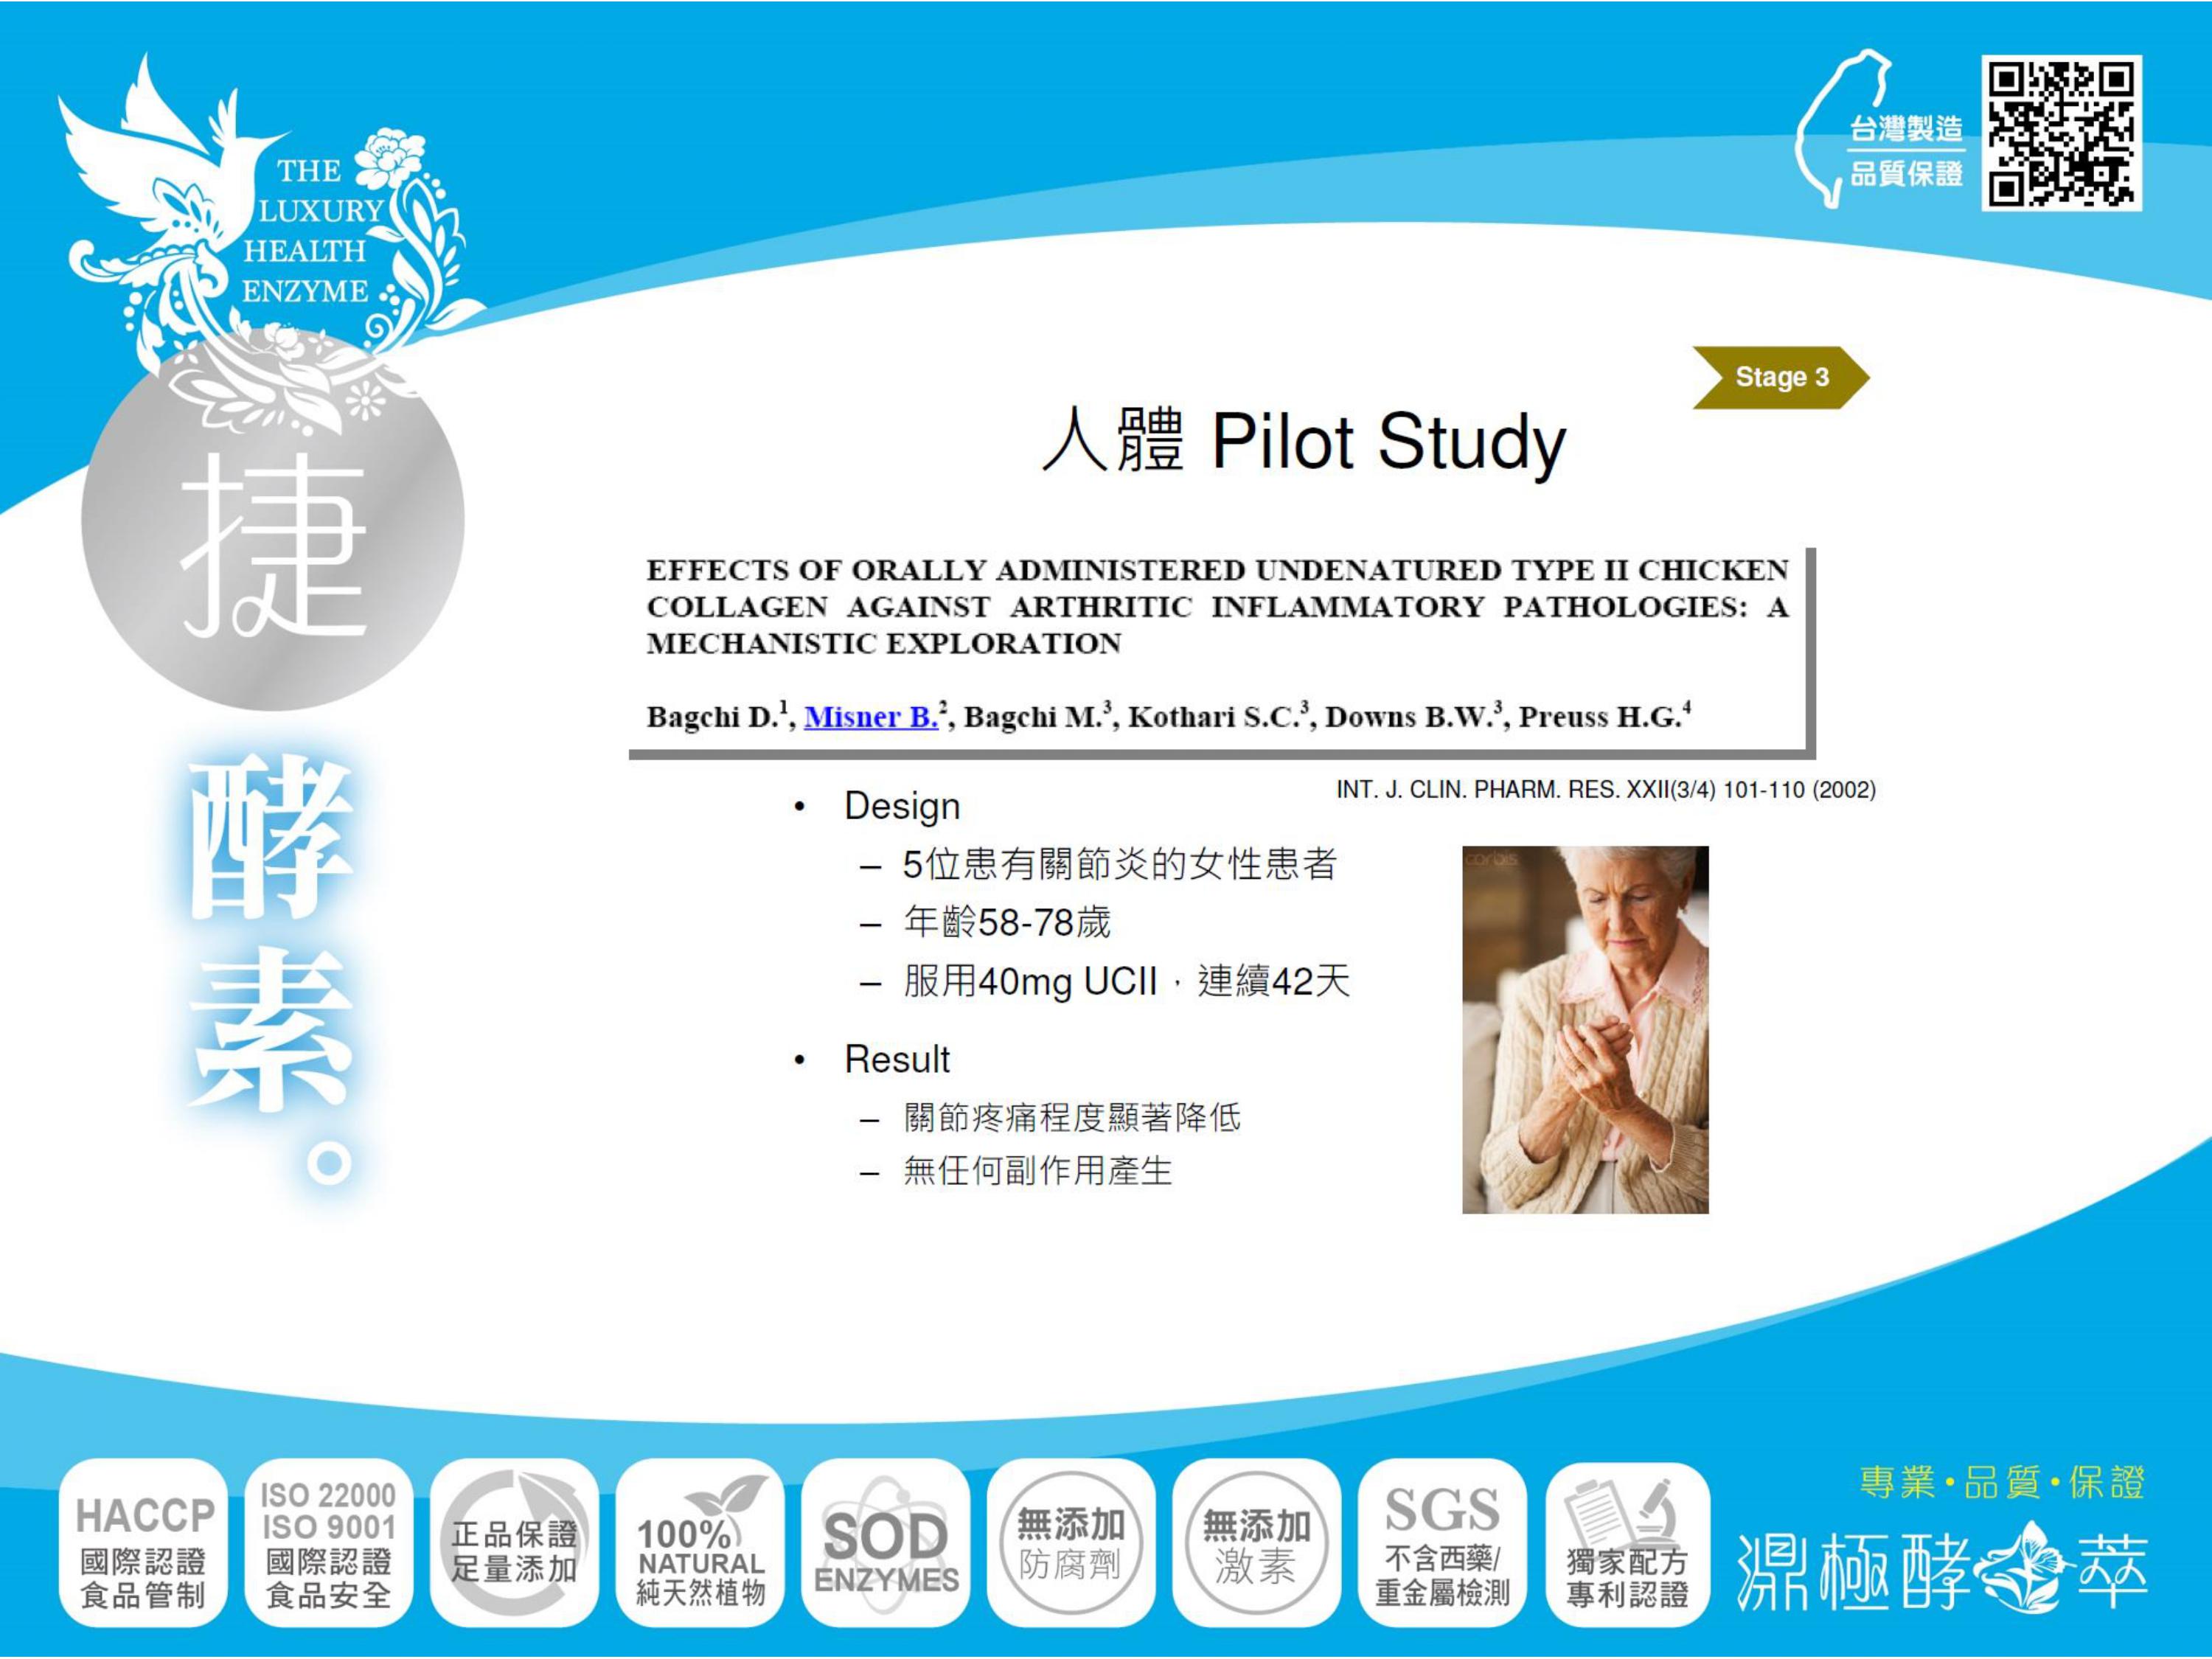 THE
LUXURY
HEALTH
ENZYME
台灣製造
品質保證
捷
酵
素。
Stage 3
人體 Pilot Study
EFFECTS OF ORALLY ADMINISTERED UNDENATURED TYPE II CHICKEN
COLLAGEN AGAINST ARTHRITIC INFLAMMATORY PATHOLOGIES: A
MECHANISTIC EXPLORATION
Bagchi D.¹, Misner B.², Bagchi M.³, Kothari S.C.³, Downs B.W.³, Preuss H.G.⁴
INT. J. CLIN. PHARM. RES. XXII(3/4) 101-110 (2002)
• Design
– 5位患有關節炎的女性患者
– 年齡58-78歲
– 服用40mg UCII，連續42天
• Result
– 關節疼痛程度顯著降低
– 無任何副作用產生
corbis
HACCP
國際認證
食品管制
ISO 22000
ISO 9001
國際認證
食品安全
正品保證
足量添加
100%
NATURAL
純天然植物
SOD
ENZYMES
無添加
防腐劑
無添加
激素
SGS
不含西藥/
重金屬檢測
獨家配方
專利認證
專業・品質・保證
極酵萃